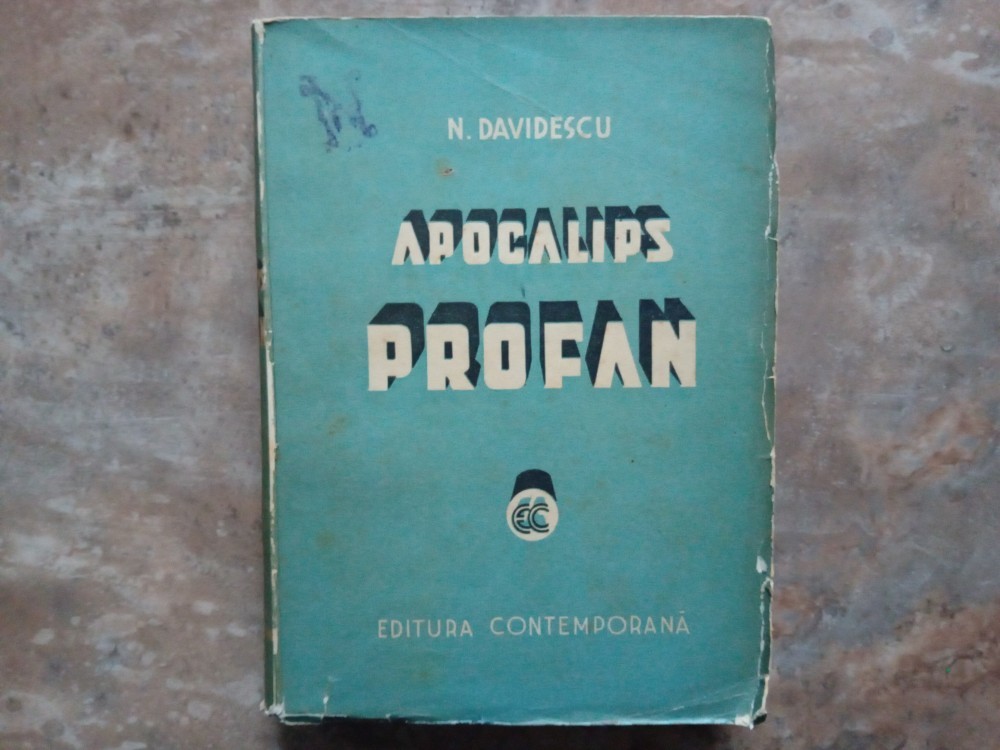 N. DAVIDESCU
APOCALIPS
PROFAN
EC
EDITURA CONTEMPORANĂ